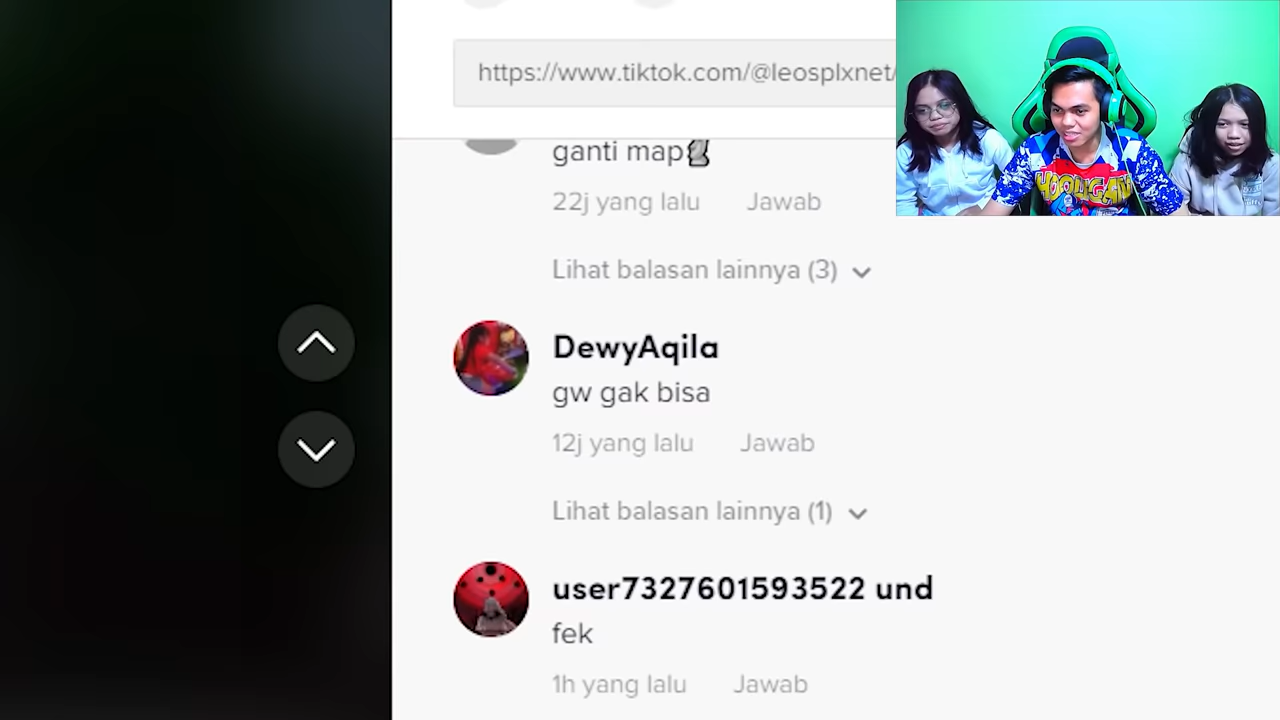 https://www.tiktok.com/@leosplxnet/
ganti map
22j yang lalu Jawab
Lihat balasan lainnya (3)
DewyAqila
gw gak bisa
12j yang lalu Jawab
Lihat balasan lainnya (1)
user7327601593522 und
fek
1h yang lalu Jawab
HOOLIGAN